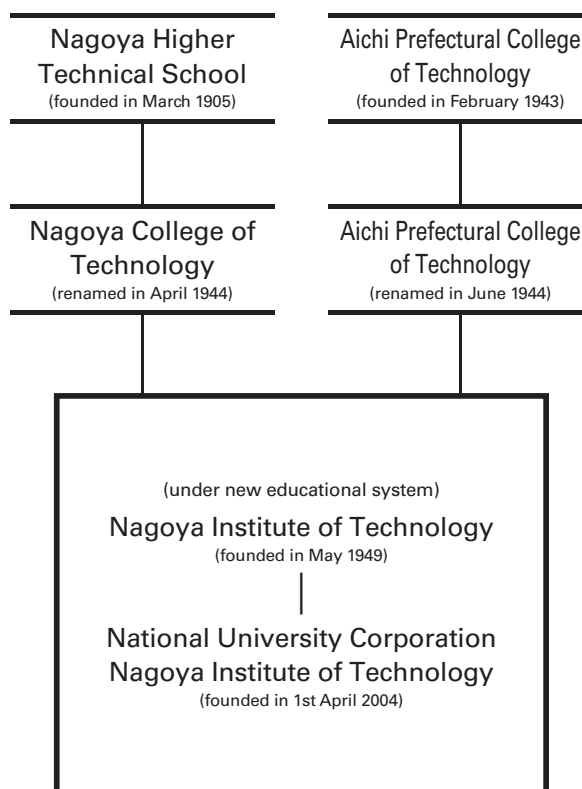 Nagoya Higher
Technical School
(founded in March 1905)
Aichi Prefectural College
of Technology
(founded in February 1943)
Nagoya College of
Technology
(renamed in April 1944)
Aichi Prefectural College
of Technology
(renamed in June 1944)
(under new educational system)
Nagoya Institute of Technology
(founded in May 1949)
National University Corporation
Nagoya Institute of Technology
(founded in 1st April 2004)